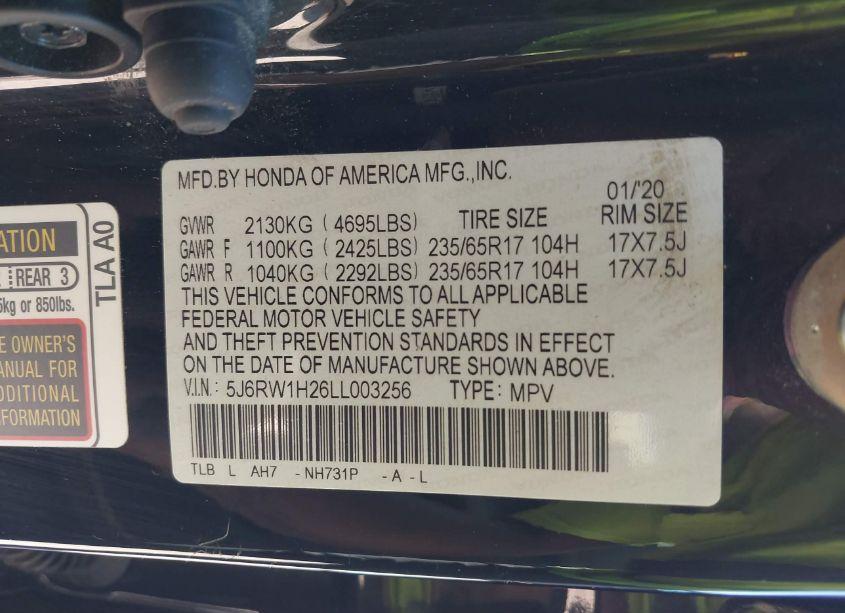 MFD.BY HONDA OF AMERICA MFG.,INC.
01/'20
GVWR 2130KG (4695LBS) TIRE SIZE RIM SIZE
GAWR F 1100KG (2425LBS) 235/65R17 104H 17X7.5J
GAWR R 1040KG (2292LBS) 235/65R17 104H 17X7.5J
THIS VEHICLE CONFORMS TO ALL APPLICABLE
FEDERAL MOTOR VEHICLE SAFETY
AND THEFT PREVENTION STANDARDS IN EFFECT
ON THE DATE OF MANUFACTURE SHOWN ABOVE.
V.I.N.: 5J6RW1H26LL003256 TYPE: MPV
TLB L AH7 -NH731P -A -L
ATION
REAR 3
5kg or 850lbs.
E OWNER'S
ANUAL FOR
DDITIONAL
FORMATION
TLA A0